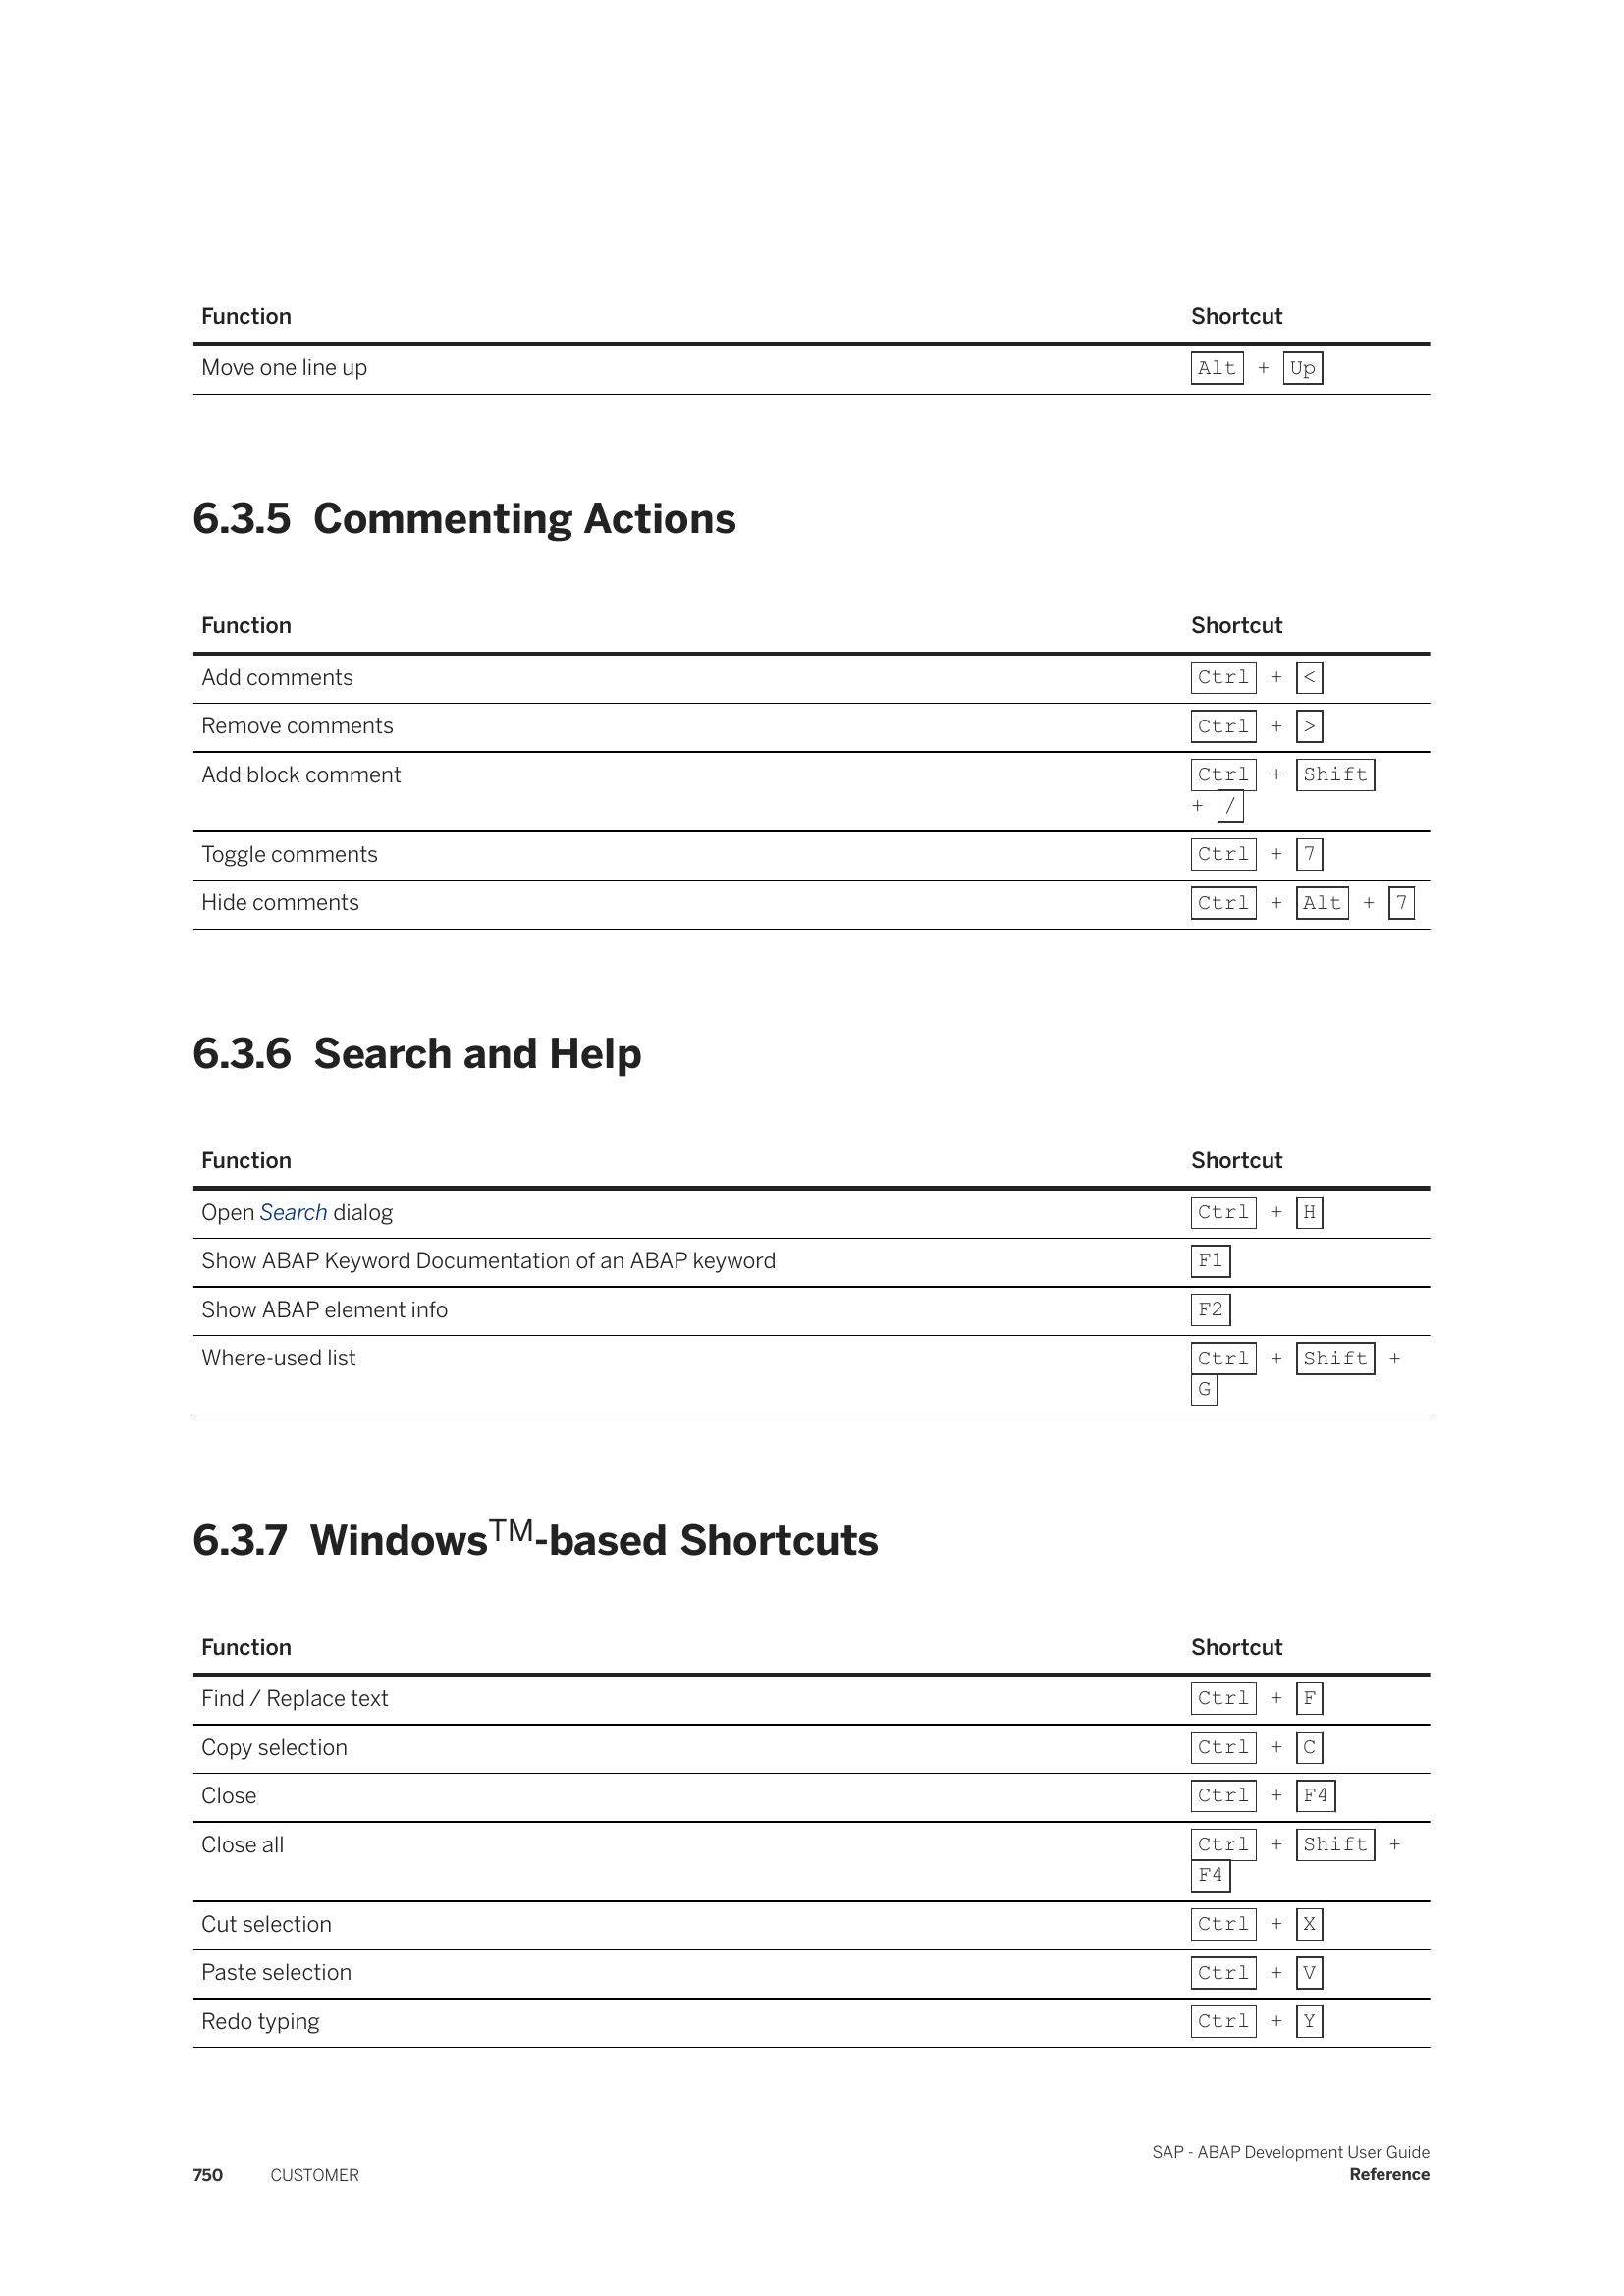 Function Shortcut
Move one line up Alt + Up
6.3.5 Commenting Actions
Function Shortcut
Add comments Ctrl + <
Remove comments Ctrl + >
Add block comment Ctrl + Shift
+ /
Toggle comments Ctrl + 7
Hide comments Ctrl + Alt + 7
6.3.6 Search and Help
Function Shortcut
Open Search dialog Ctrl + H
Show ABAP Keyword Documentation of an ABAP keyword F1
Show ABAP element info F2
Where-used list Ctrl + Shift +
G
6.3.7 Windows™-based Shortcuts
Function Shortcut
Find / Replace text Ctrl + F
Copy selection Ctrl + C
Close Ctrl + F4
Close all Ctrl + Shift +
F4
Cut selection Ctrl + X
Paste selection Ctrl + V
Redo typing Ctrl + Y
SAP - ABAP Development User Guide
750 CUSTOMER Reference